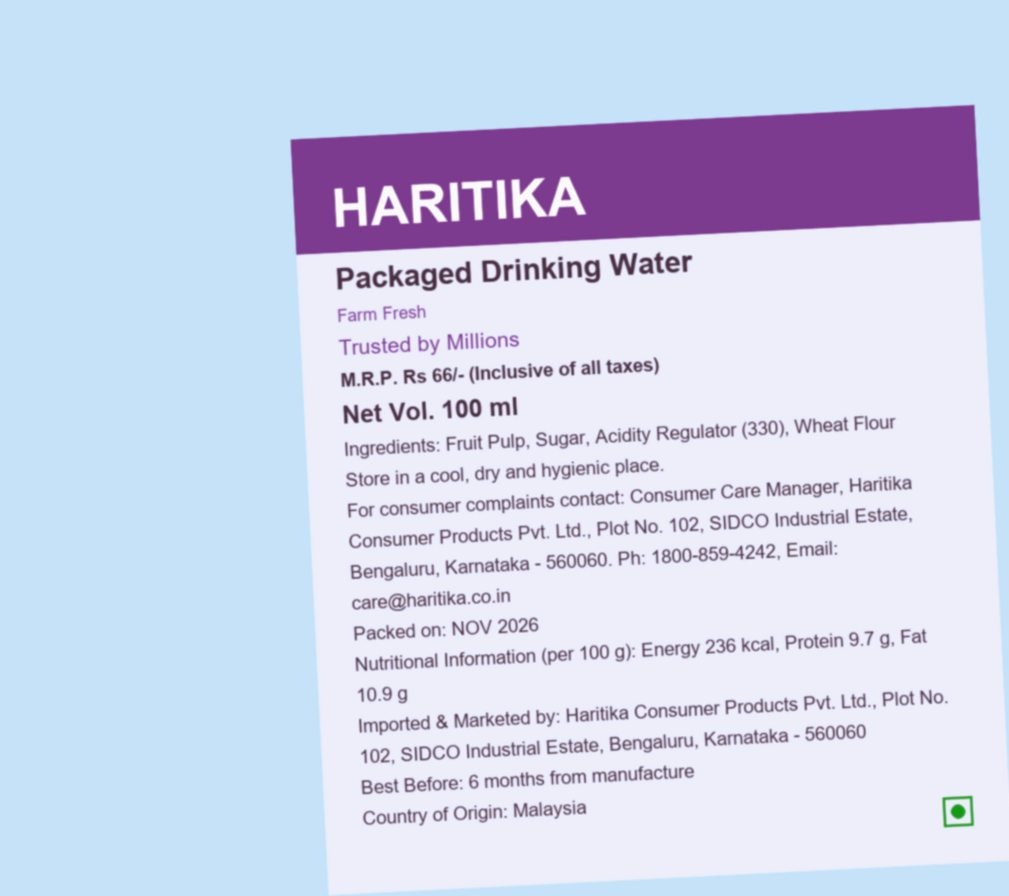 HARITIKA
Packaged Drinking Water
Farm Fresh
Trusted by Millions
M.R.P. Rs 66/- (Inclusive of all taxes)
Net Vol. 100 ml
Ingredients: Fruit Pulp, Sugar, Acidity Regulator (330), Wheat Flour
Store in a cool, dry and hygienic place.
For consumer complaints contact: Consumer Care Manager, Haritika
Consumer Products Pvt. Ltd., Plot No. 102, SIDCO Industrial Estate,
Bengaluru, Karnataka - 560060. Ph: 1800-859-4242, Email:
care@haritika.co.in
Packed on: NOV 2026
Nutritional Information (per 100 g): Energy 236 kcal, Protein 9.7 g, Fat
10.9 g
Imported & Marketed by: Haritika Consumer Products Pvt. Ltd., Plot No.
102, SIDCO Industrial Estate, Bengaluru, Karnataka - 560060
Best Before: 6 months from manufacture
Country of Origin: Malaysia